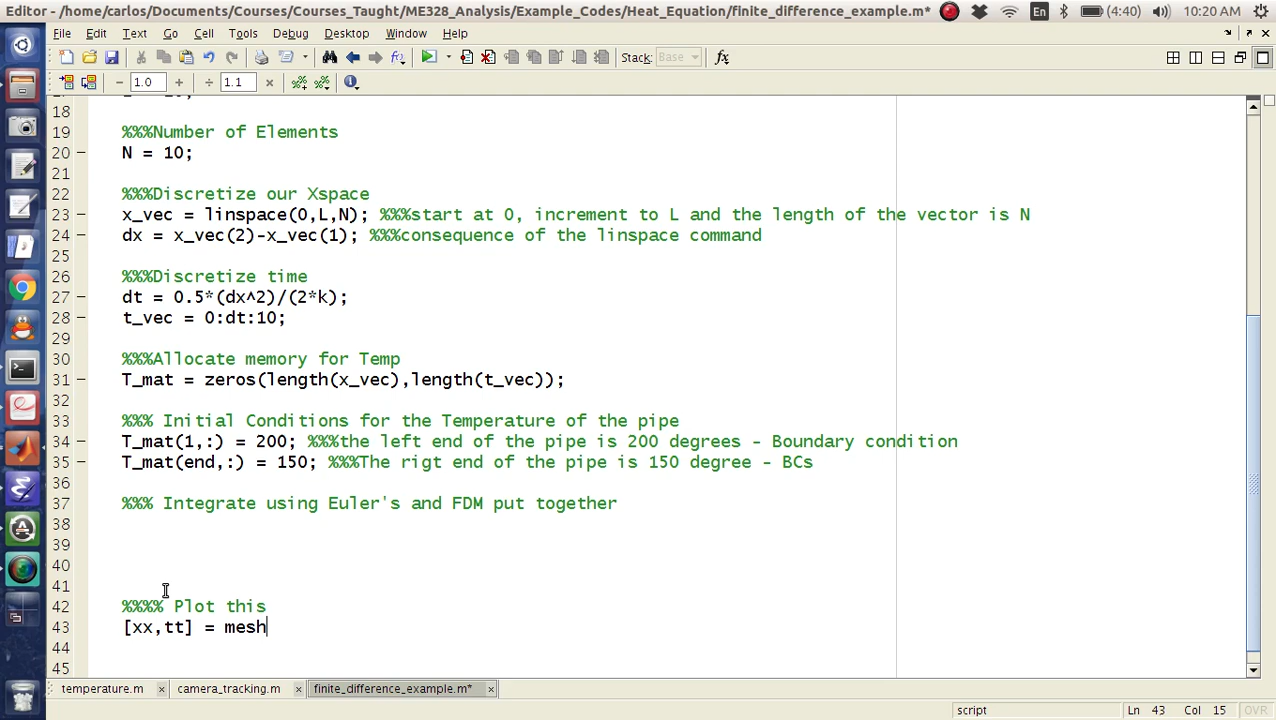 Editor - /home/carlos/Documents/Courses/Courses_Taught/ME32B_Analysis/Example_Codes/Heat_Equation/finite_difference_example.m* En (4:40) 10:20 AM
File Edit Text Go Cell Tools Debug Desktop Window Help
Stack: Base fx
1.0 1.1
18
19 %%%Number of Elements
20 N = 10;
21
22 %%%Discretize our Xspace
23 x_vec = linspace(0,L,N); %%%start at 0, increment to L and the length of the vector is N
24 dx = x_vec(2)-x_vec(1); %%%consequence of the linspace command
25
26 %%%Discretize time
27 dt = 0.5*(dx^2)/(2*k);
28 t_vec = 0:dt:10;
29
30 %%%Allocate memory for Temp
31 T_mat = zeros(length(x_vec),length(t_vec));
32
33 %%% Initial Conditions for the Temperature of the pipe
34 T_mat(1,:) = 200; %%%the left end of the pipe is 200 degrees - Boundary condition
35 T_mat(end,:) = 150; %%%The rigt end of the pipe is 150 degree - BCs
36
37 %%% Integrate using Euler's and FDM put together
38
39
40
41
42 %%%% Plot this
43 [xx,tt] = mesh
44
45
temperature.m camera_tracking.m finite_difference_example.m*
script Ln 43 Col 15 OVR